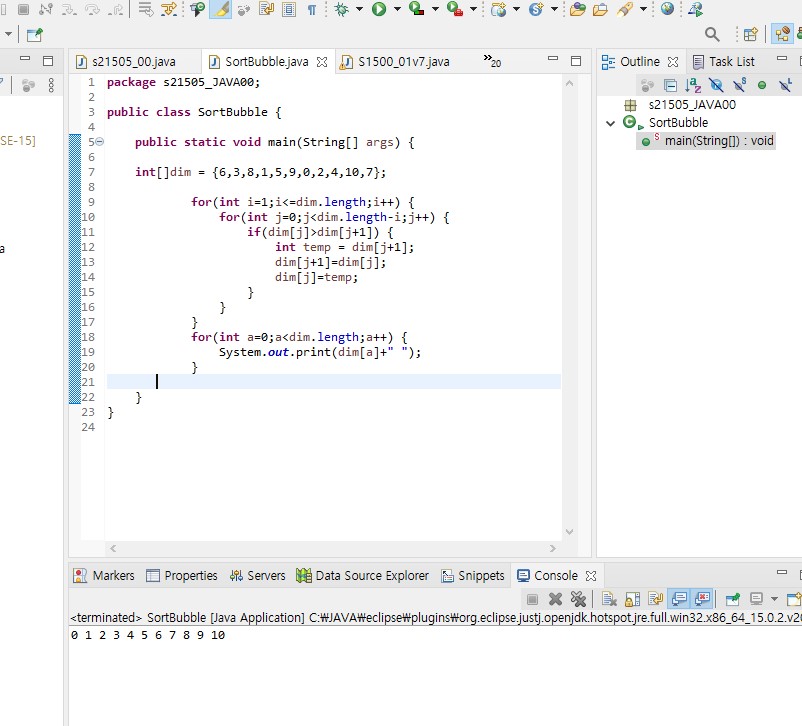 s21505_00.java
SortBubble.java
S1500_01v7.java
»20
Outline
Task List
SE-15]
a
1 package s21505_JAVA00;
2
3 public class SortBubble {
4
5 public static void main(String[] args) {
6
7 int[]dim = {6,3,8,1,5,9,0,2,4,10,7};
8
9 for(int i=1;i<=dim.length;i++) {
10 for(int j=0;j<dim.length-i;j++) {
11 if(dim[j]>dim[j+1]) {
12 int temp = dim[j+1];
13 dim[j+1]=dim[j];
14 dim[j]=temp;
15 }
16 }
17 }
18 for(int a=0;a<dim.length;a++) {
19 System.out.print(dim[a]+" ");
20 }
21
22 }
23 }
24
s21505_JAVA00
SortBubble
main(String[]) : void
Markers
Properties
Servers
Data Source Explorer
Snippets
Console
<terminated> SortBubble [Java Application] C:₩JAVA₩eclipse₩plugins₩org.eclipse.justj.openjdk.hotspot.jre.full.win32.x86_64_15.0.2.v20
0 1 2 3 4 5 6 7 8 9 10